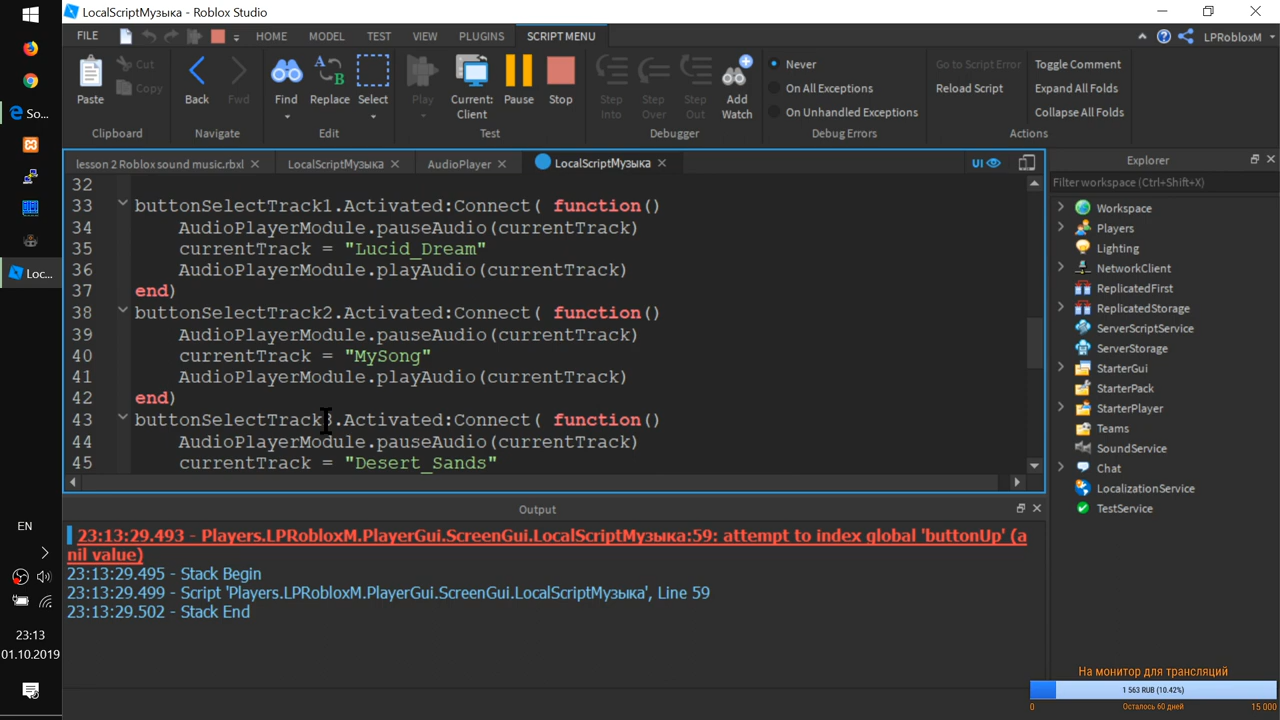 LocalScriptМузыка - Roblox Studio
FILE HOME MODEL TEST VIEW PLUGINS SCRIPT MENU LPRobloxM
Paste Cut Copy Back Fwd Find Replace Select Play Current: Client Pause Stop Step Into Step Over Step Out Add Watch Never On All Exceptions On Unhandled Exceptions Go to Script Error Reload Script Toggle Comment Expand All Folds Collapse All Folds
Clipboard Navigate Edit Test Debugger Debug Errors Actions
lesson 2 Roblox sound music.rbxl LocalScriptМузыка AudioPlayer LocalScriptМузыка UI
32
33 buttonSelectTrack1.Activated:Connect( function()
34 AudioPlayerModule.pauseAudio(currentTrack)
35 currentTrack = "Lucid_Dream"
36 AudioPlayerModule.playAudio(currentTrack)
37 end)
38 buttonSelectTrack2.Activated:Connect( function()
39 AudioPlayerModule.pauseAudio(currentTrack)
40 currentTrack = "MySong"
41 AudioPlayerModule.playAudio(currentTrack)
42 end)
43 buttonSelectTrack3.Activated:Connect( function()
44 AudioPlayerModule.pauseAudio(currentTrack)
45 currentTrack = "Desert_Sands"
Output
23:13:29.493 - Players.LPRobloxM.PlayerGui.ScreenGui.LocalScriptМузыка:59: attempt to index global 'buttonUp' (a
nil value)
23:13:29.495 - Stack Begin
23:13:29.499 - Script 'Players.LPRobloxM.PlayerGui.ScreenGui.LocalScriptМузыка', Line 59
23:13:29.502 - Stack End
Explorer
Filter workspace (Ctrl+Shift+X)
Workspace
Players
Lighting
NetworkClient
ReplicatedFirst
ReplicatedStorage
ServerScriptService
ServerStorage
StarterGui
StarterPack
StarterPlayer
Teams
SoundService
Chat
LocalizationService
TestService
На монитор для трансляций
1 563 RUB (10.42%)
0 Осталось 60 дней 15 000
So...
Loc...
EN
23:13
01.10.2019